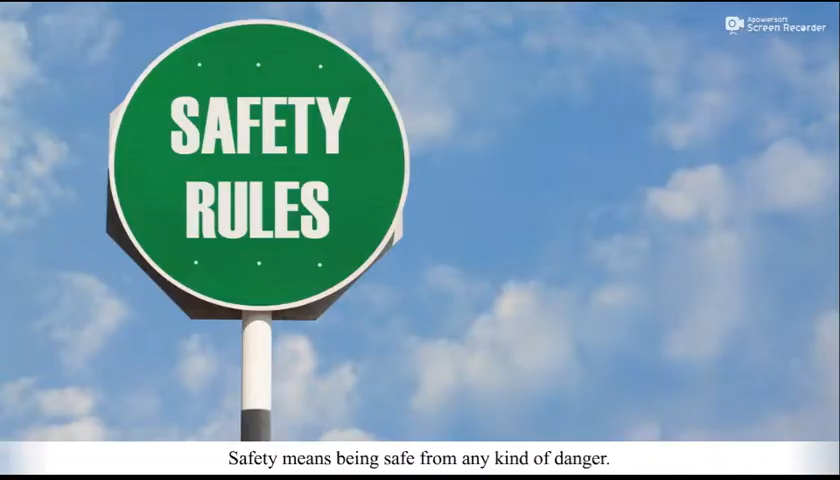 Apowersoft
Screen Recorder
SAFETY
RULES
Safety means being safe from any kind of danger.